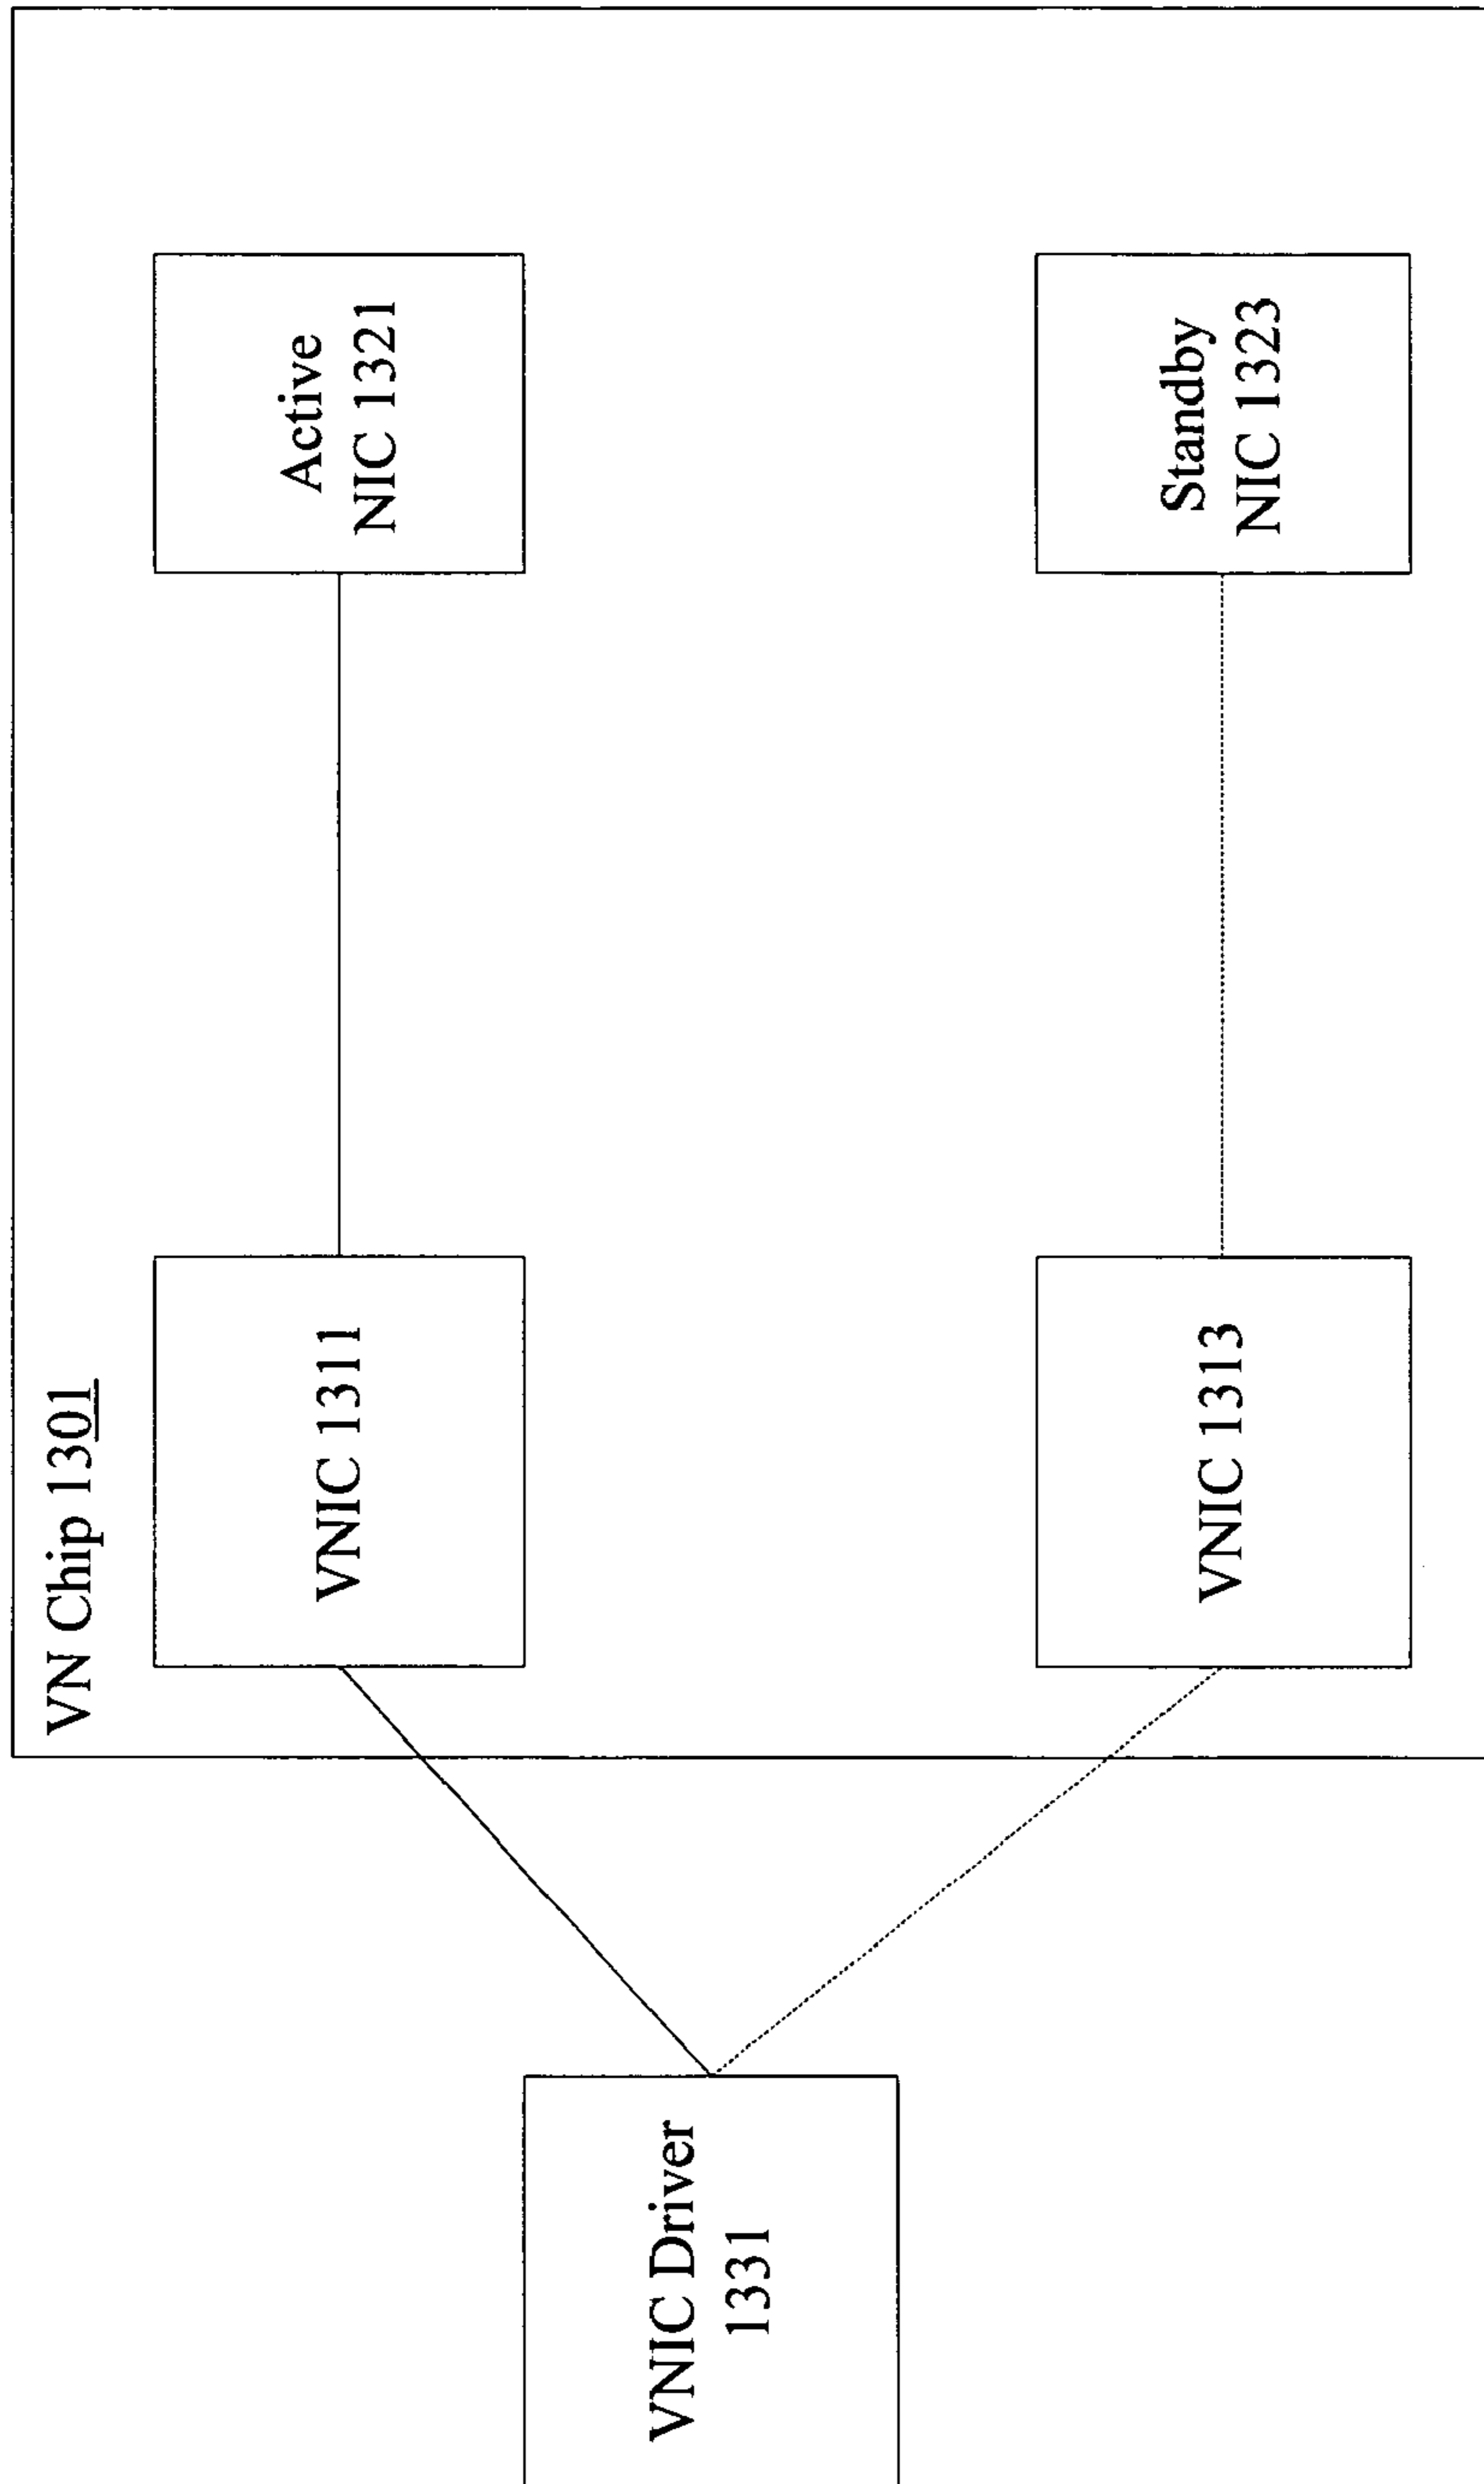 VN Chip 1301
VNIC Driver
1331
VNIC 1311
Active
NIC 1321
VNIC 1313
Standby
NIC 1323